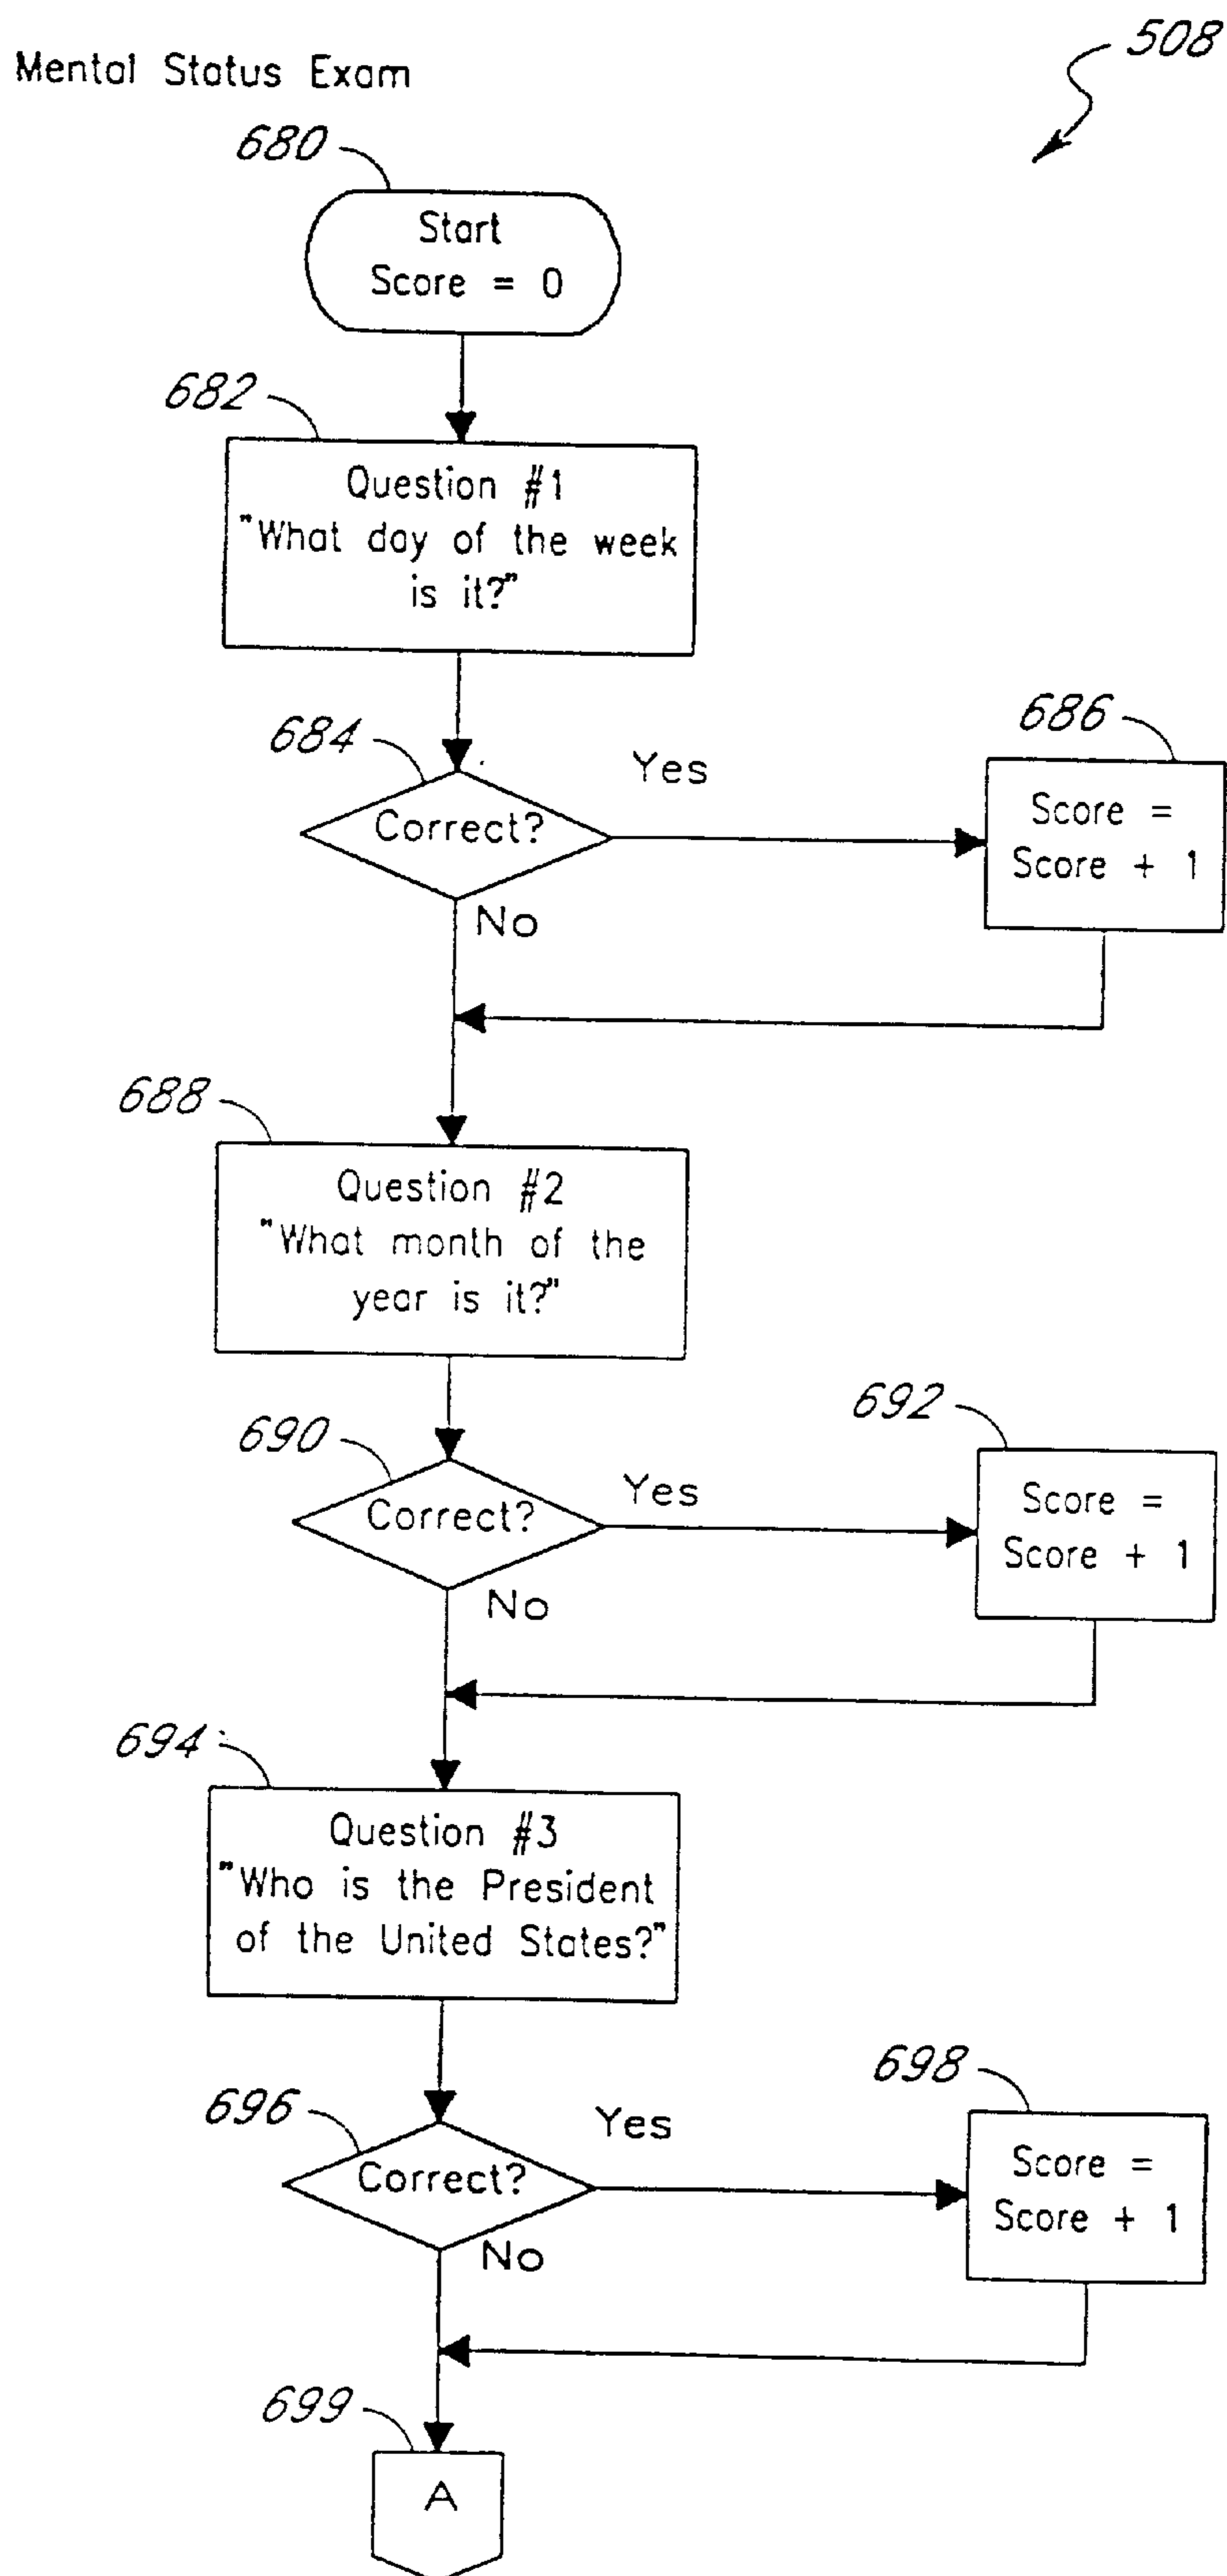 508
Mental Status Exam
680
Start
Score = 0
682
Question #1
"What day of the week
is it?"
684
Correct?
Yes
686
Score =
Score + 1
No
688
Question #2
"What month of the
year is it?"
690
Correct?
Yes
692
Score =
Score + 1
No
694
Question #3
"Who is the President
of the United States?"
696
Correct?
Yes
698
Score =
Score + 1
No
699
A